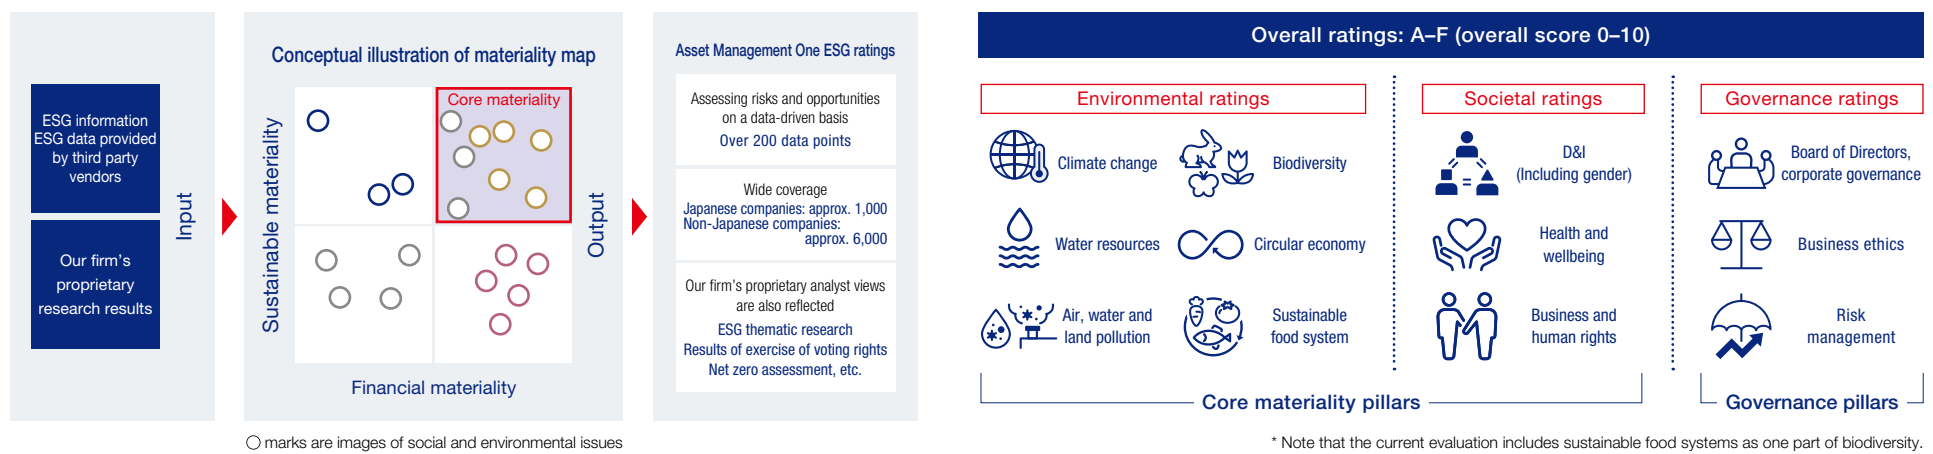 ESG information
ESG data provided
by third party
vendors
Our firm's
proprietary
research results
Input
Conceptual illustration of materiality map
Core materiality
Sustainable materiality
Financial materiality
Output
○ marks are images of social and environmental issues
Asset Management One ESG ratings
Assessing risks and opportunities
on a data-driven basis
Over 200 data points
Wide coverage
Japanese companies: approx. 1,000
Non-Japanese companies:
approx. 6,000
Our firm's proprietary analyst views
are also reflected
ESG thematic research
Results of exercise of voting rights
Net zero assessment, etc.
Overall ratings: A–F (overall score 0–10)
Environmental ratings
Climate change
Biodiversity
Water resources
Circular economy
Air, water and
land pollution
Sustainable
food system
Societal ratings
D&I
(Including gender)
Health and
wellbeing
Business and
human rights
Core materiality pillars
Governance ratings
Board of Directors,
corporate governance
Business ethics
Risk
management
Governance pillars
* Note that the current evaluation includes sustainable food systems as one part of biodiversity.